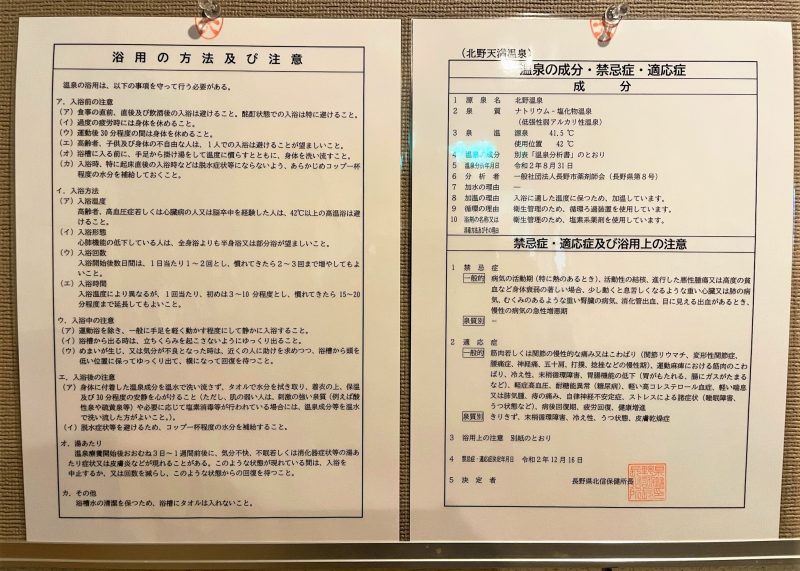 浴用の方法及び注意
温泉の浴用は、以下の事項を守って行う必要がある。
ア．入浴前の注意
（ア）食事の直前、直後及び飲酒後の入浴は避けること。酩酊状態での入浴は特に避けること。
（イ）過度の疲労時には身体を休めること。
（ウ）運動後30分程度の間は身体を休めること。
（エ）高齢者、子供及び身体の不自由な人は、1人での入浴は避けることが望ましいこと。
（オ）浴槽に入る前に、手足から掛け湯をして温度に慣らすとともに、身体を洗い流すこと。
（カ）入浴時、特に起床直後の入浴時などは脱水症状等にならないよう、あらかじめコップ一杯
程度の水分を補給しておくこと。
イ．入浴方法
（ア）入浴温度
高齢者、高血圧症若しくは心臓病の人又は脳卒中を経験した人は、42℃以上の高温浴は避
けること。
（イ）入浴形態
心肺機能の低下している人は、全身浴よりも半身浴又は部分浴が望ましいこと。
（ウ）入浴回数
入浴開始後数日間は、1日当たり1～2回とし、慣れてきたら2～3回まで増やしてもよ
いこと。
（エ）入浴時間
入浴温度により異なるが、1回当たり、初めは3～10分程度とし、慣れてきたら15～20
分程度まで延長してもよいこと。
ウ．入浴中の注意
（ア）運動浴を除き、一般に手足を軽く動かす程度にして静かに入浴すること。
（イ）浴槽から出る時は、立ちくらみを起こさないようにゆっくり出ること。
（ウ）めまいが生じ、又は気分が不良となった時は、近くの人に助けを求めつつ、浴槽から頭を
低い位置に保ってゆっくり出て、横になって回復を待つこと。
エ．入浴後の注意
（ア）身体に付着した温泉成分を温水で洗い流さず、タオルで水分を拭き取り、着衣の上、保温
及び30分程度の安静を心がけること（ただし、肌の弱い人は、刺激の強い泉質（例えば酸
性泉や硫黄泉等）や必要に応じて塩素消毒等が行われている場合には、温泉成分等を温水
で洗い流した方がよいこと。）。
（イ）脱水症状等を避けるため、コップ一杯程度の水分を補給すること。
オ．湯あたり
温泉療養開始後おおむね3日～1週間前後に、気分不快、不眠若しくは消化器症状等の湯あ
たり症状又は皮膚炎などが現れることがある。このような状態が現れている間は、入浴を
中止するか、又は回数を減らし、このような状態からの回復を待つこと。
カ．その他
浴槽水の清潔を保つため、浴槽にタオルは入れないこと。
（北野天満温泉）
温泉の成分・禁忌症・適応症
成分
1 源泉名 北野温泉
2 泉質 ナトリウム－塩化物温泉
（低張性弱アルカリ性温泉）
3 泉温 源泉 41.5℃
使用位置 42℃
4 温泉の成分 別表「温泉分析書」のとおり
5 温泉分析年月日 令和2年8月31日
6 分析者 一般社団法人長野市薬剤師会（長野県第8号）
7 加水の理由 ―
8 加温の理由 入浴に適した温度に保つため、加温しています。
9 循環の理由 衛生管理のため、循環ろ過装置を使用しています。
10 浴剤の名称又は 衛生管理のため、塩素系薬剤を使用しています。
消毒方法及びその理由
禁忌症・適応症及び浴用上の注意
1 禁忌症
一般的 病気の活動期（特に熱のあるとき）、活動性の結核、進行した悪性腫瘍又は高度の貧
血など身体衰弱の著しい場合、少し動くと息苦しくなるような重い心臓又は肺の病
気、むくみのあるような重い腎臓の病気、消化管出血、目に見える出血があるとき、
慢性の病気の急性増悪期
泉質別 ―
2 適応症
一般的 筋肉若しくは関節の慢性的な痛み又はこわばり（関節リウマチ、変形性関節症、
腰痛症、神経痛、五十肩、打撲、捻挫などの慢性期）、運動麻痺における筋肉のこわ
ばり、冷え性、末梢循環障害、胃腸機能の低下（胃がもたれる、腸にガスがたまる
など）、軽症高血圧、耐糖能異常（糖尿病）、軽い高コレステロール血症、軽い喘息
又は肺気腫、痔の痛み、自律神経不安定症、ストレスによる諸症状（睡眠障害、
うつ状態など）、病後回復期、疲労回復、健康増進
泉質別 きりきず、末梢循環障害、冷え性、うつ状態、皮膚乾燥症
3 浴用上の注意 別紙のとおり
4 禁忌症・適応症決定年月日 令和2年12月16日
5 決定者 長野県北信保健所長